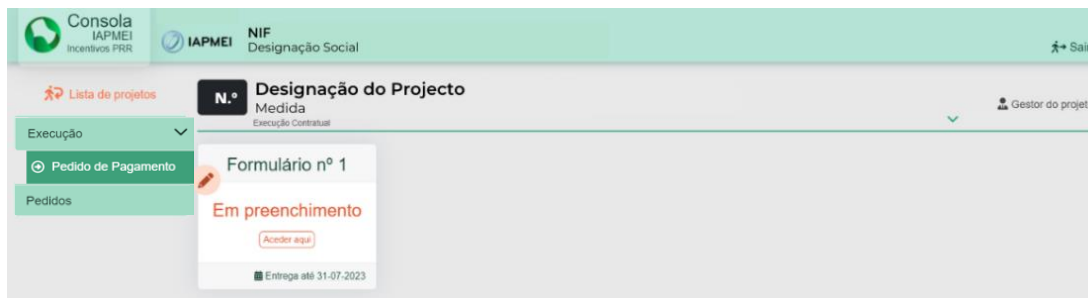 Consola
IAPMEI
Incentivos PRR
IAPMEI
NIF
Designação Social
Sair
Lista de projetos
N.º
Designação do Projecto
Medida
Execução Contratual
Gestor do projet
Execução
Pedido de Pagamento
Pedidos
Formulário nº 1
Em preenchimento
Aceder aqui
Entrega até 31-07-2023